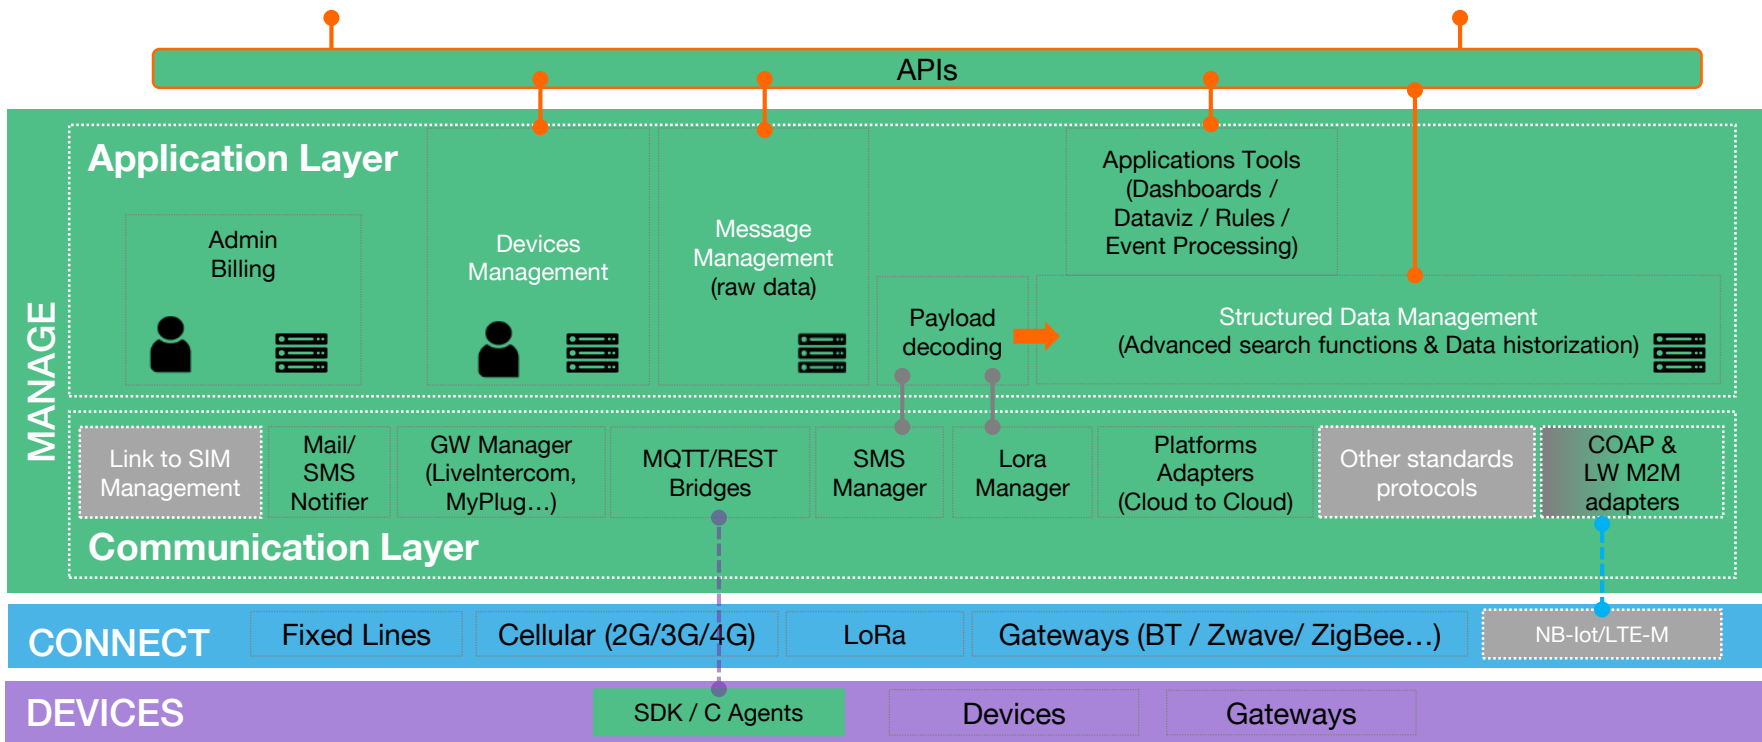 APIs
MANAGE
Application Layer
Admin
Billing
Devices
Management
Message
Management
(raw data)
Payload
decoding
Applications Tools
(Dashboards /
Dataviz / Rules /
Event Processing)
Structured Data Management
(Advanced search functions & Data historization)
Link to SIM
Management
Mail/
SMS
Notifier
GW Manager
(LiveIntercom,
MyPlug…)
MQTT/REST
Bridges
SMS
Manager
Lora
Manager
Platforms
Adapters
(Cloud to Cloud)
Other standards
protocols
COAP &
LW M2M
adapters
Communication Layer
CONNECT
Fixed Lines
Cellular (2G/3G/4G)
LoRa
Gateways (BT / Zwave/ ZigBee…)
NB-Iot/LTE-M
DEVICES
SDK / C Agents
Devices
Gateways